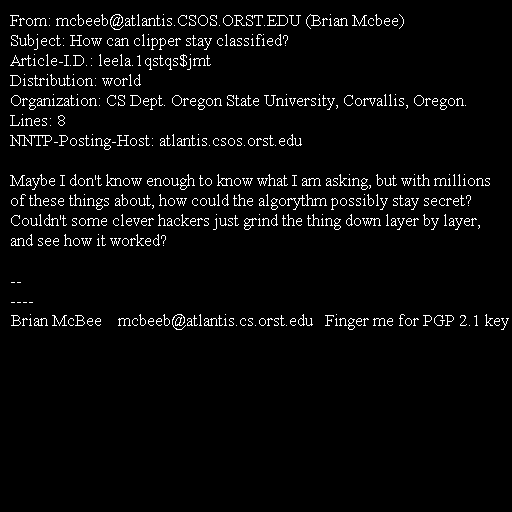 From: mcbeeb@atlantis.CSOS.ORST.EDU (Brian Mcbee)
Subject: How can clipper stay classified?
Article-I.D.: leela.1qstqs$jmt
Distribution: world
Organization: CS Dept. Oregon State University, Corvallis, Oregon.
Lines: 8
NNTP-Posting-Host: atlantis.csos.orst.edu

Maybe I don't know enough to know what I am asking, but with millions
of these things about, how could the algorythm possibly stay secret?
Couldn't some clever hackers just grind the thing down layer by layer,
and see how it worked?

--
----
Brian McBee    mcbeeb@atlantis.cs.orst.edu   Finger me for PGP 2.1 key